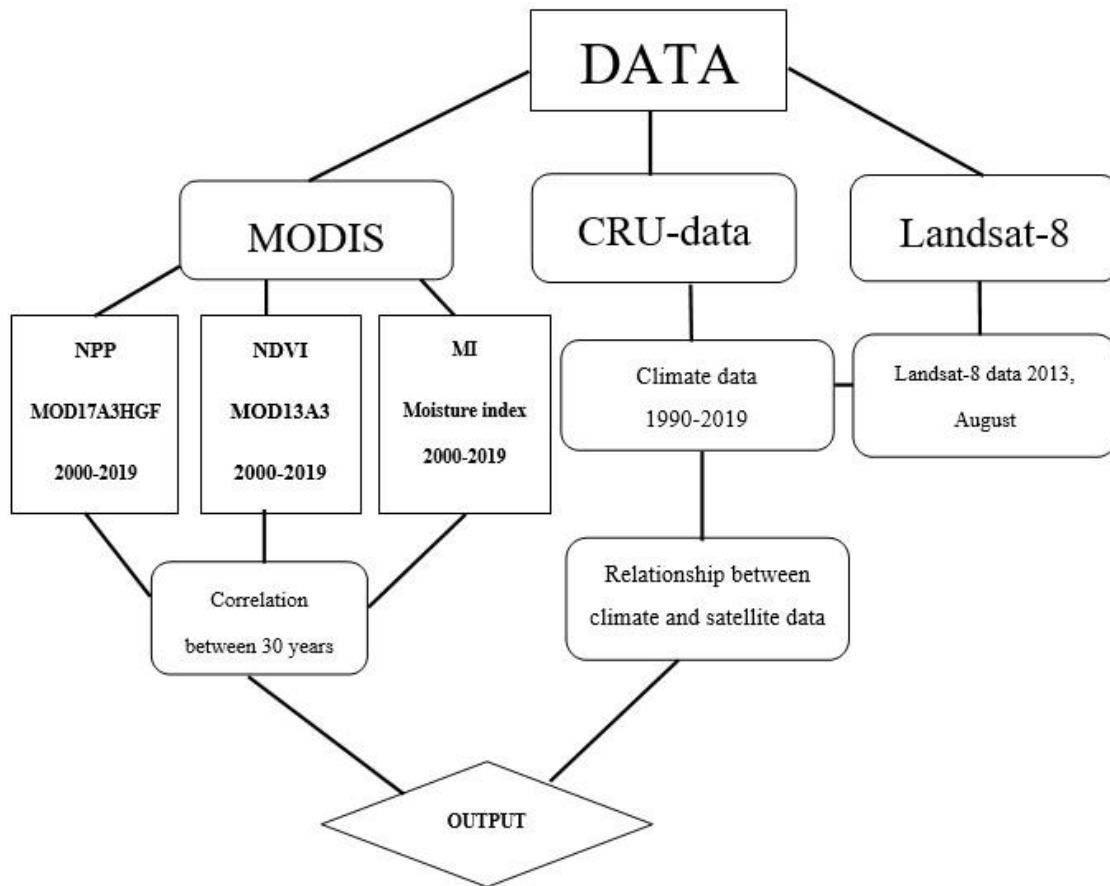 DATA
MODIS
CRU-data
Landsat-8
NPP
MOD17A3HGF
2000-2019
NDVI
MOD13A3
2000-2019
MI
Moisture index
2000-2019
Climate data
1990-2019
Landsat-8 data 2013,
August
Correlation
between 30 years
Relationship between
climate and satellite data
OUTPUT